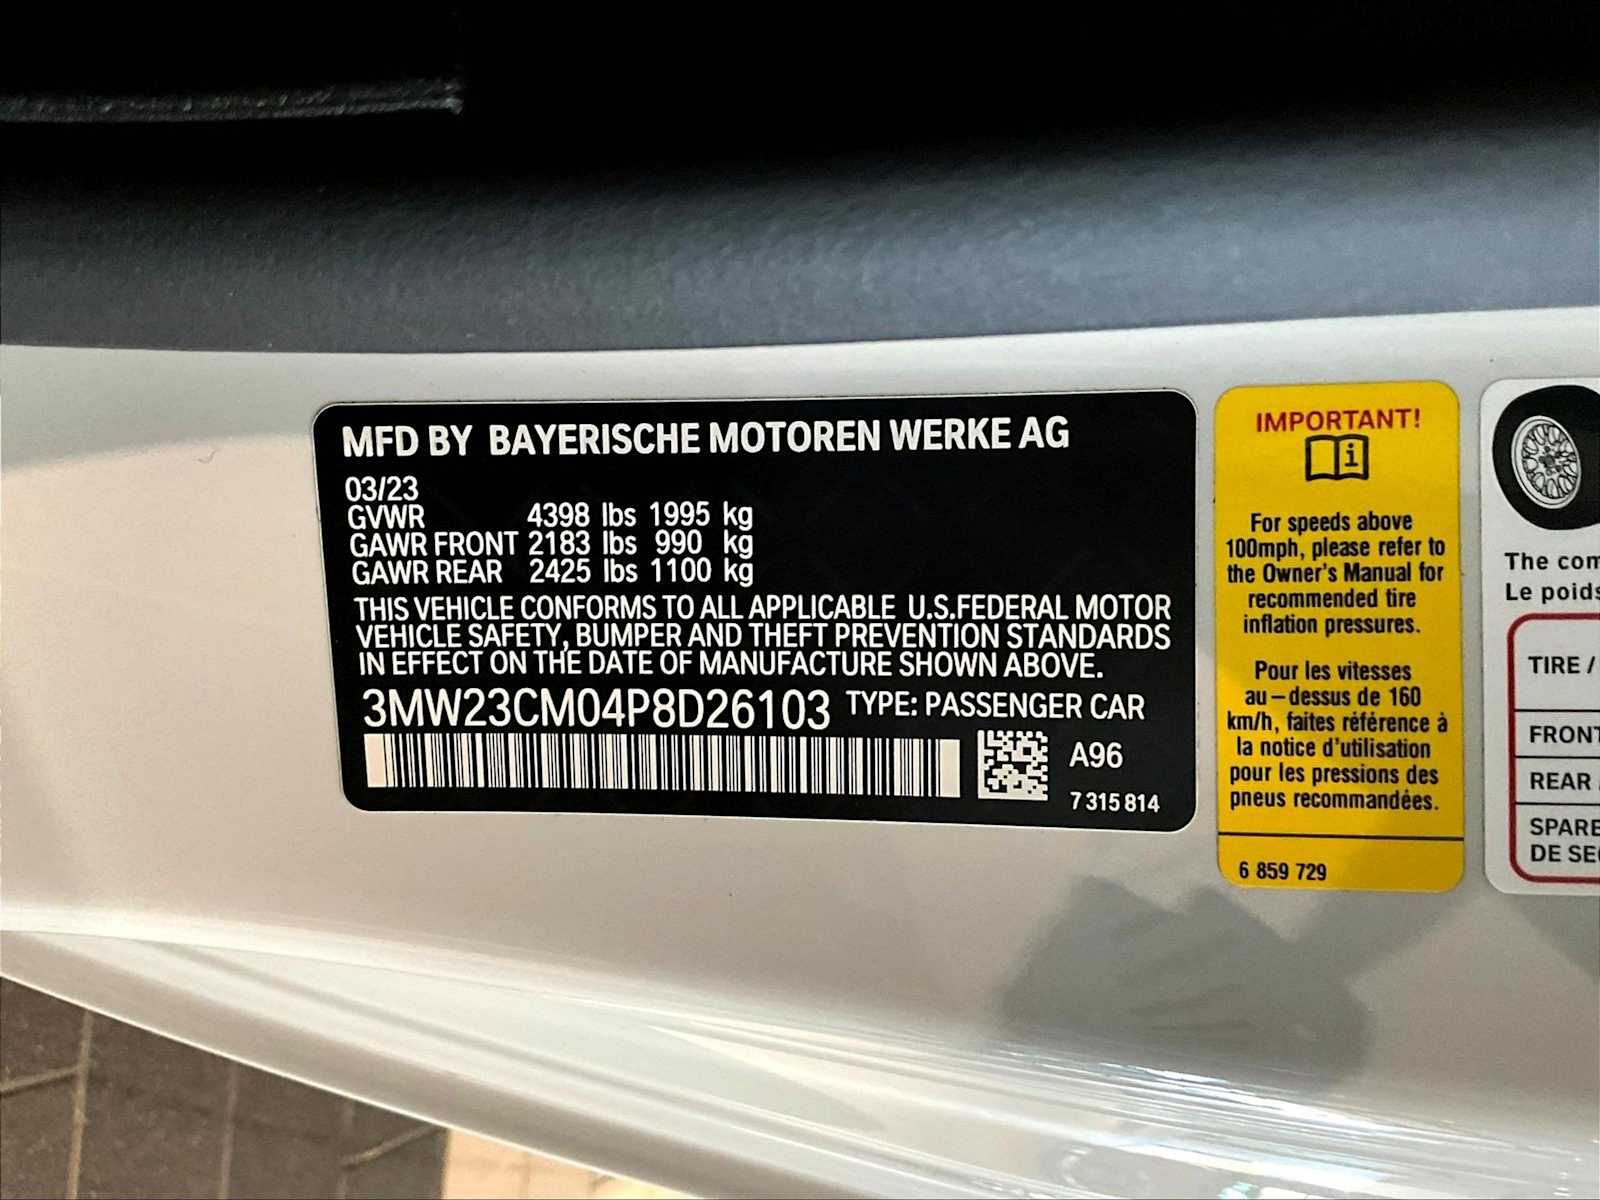 MFD BY BAYERISCHE MOTOREN WERKE AG
03/23
GVWR 4398 lbs 1995 kg
GAWR FRONT 2183 lbs 990 kg
GAWR REAR 2425 lbs 1100 kg
THIS VEHICLE CONFORMS TO ALL APPLICABLE U.S.FEDERAL MOTOR
VEHICLE SAFETY, BUMPER AND THEFT PREVENTION STANDARDS
IN EFFECT ON THE DATE OF MANUFACTURE SHOWN ABOVE.
3MW23CM04P8D26103 TYPE: PASSENGER CAR
A96
7 315 814
IMPORTANT!
i
For speeds above
100mph, please refer to
the Owner's Manual for
recommended tire
inflation pressures.
Pour les vitesses
au-dessus de 160
km/h, faites référence à
la notice d'utilisation
pour les pressions des
pneus recommandées.
6 859 729
The
Le poids
TIRE /
FRONT
REAR
SPARE
DE